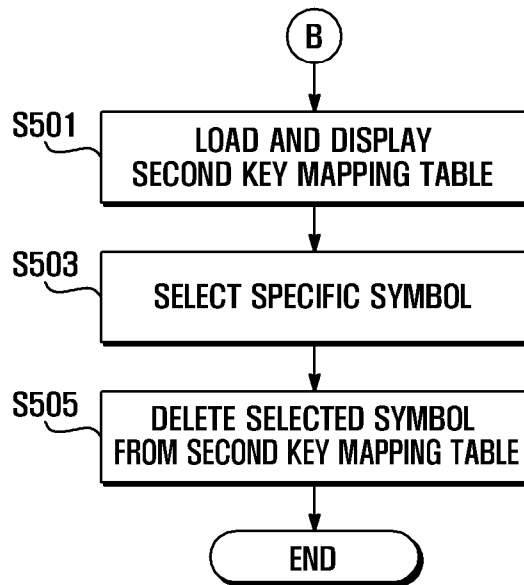 B
S501
LOAD AND DISPLAY
SECOND KEY MAPPING TABLE
S503
SELECT SPECIFIC SYMBOL
S505
DELETE SELECTED SYMBOL
FROM SECOND KEY MAPPING TABLE
END